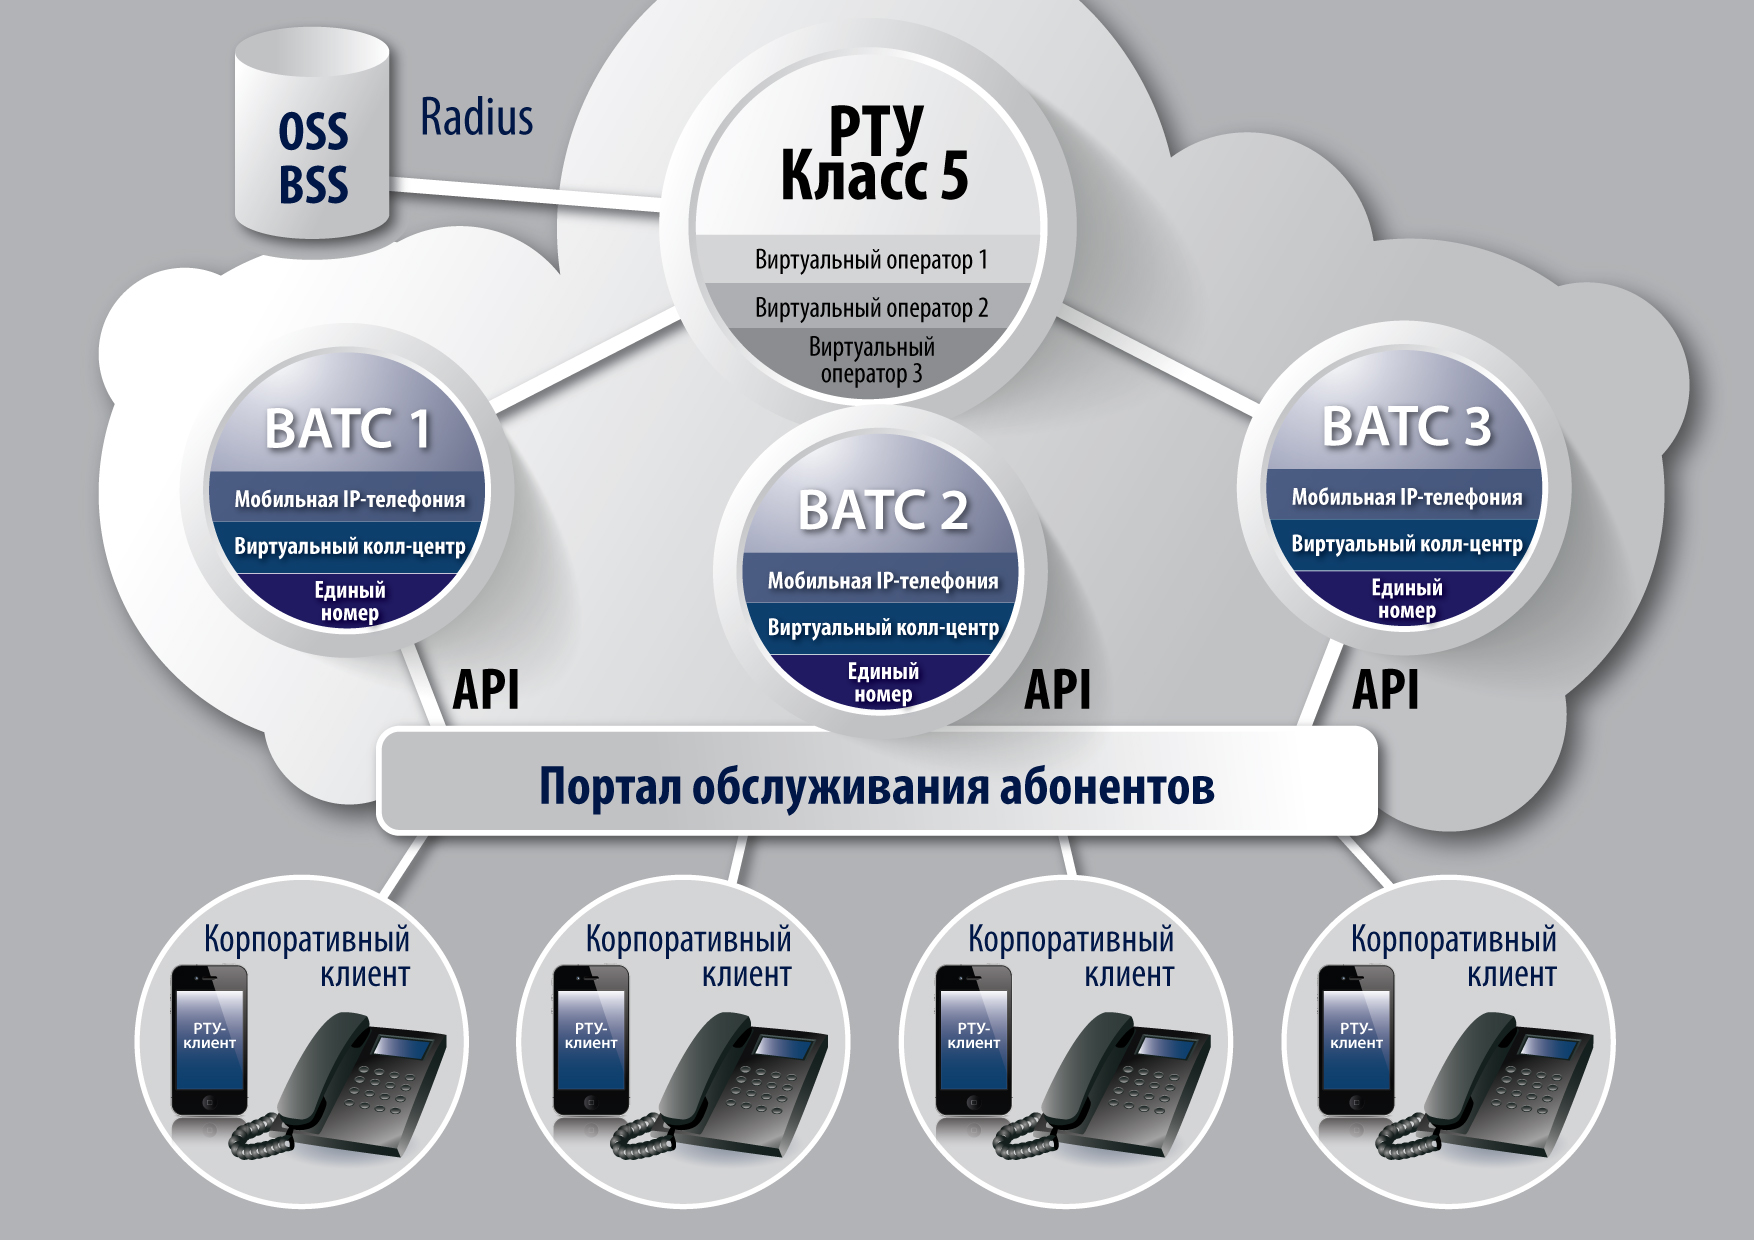 OSS
BSS
Radius
РТУ
Класс 5
Виртуальный оператор 1
Виртуальный оператор 2
Виртуальный
оператор 3
ВАТС 1
Мобильная IP-телефония
Виртуальный колл-центр
Единый
номер
ВАТС 2
Мобильная IP-телефония
Виртуальный колл-центр
Единый
номер
ВАТС 3
Мобильная IP-телефония
Виртуальный колл-центр
Единый
номер
API
API
API
Портал обслуживания абонентов
Корпоративный
клиент
РТУ-
клиент
Корпоративный
клиент
РТУ-
клиент
Корпоративный
клиент
РТУ-
клиент
Корпоративный
клиент
РТУ-
клиент